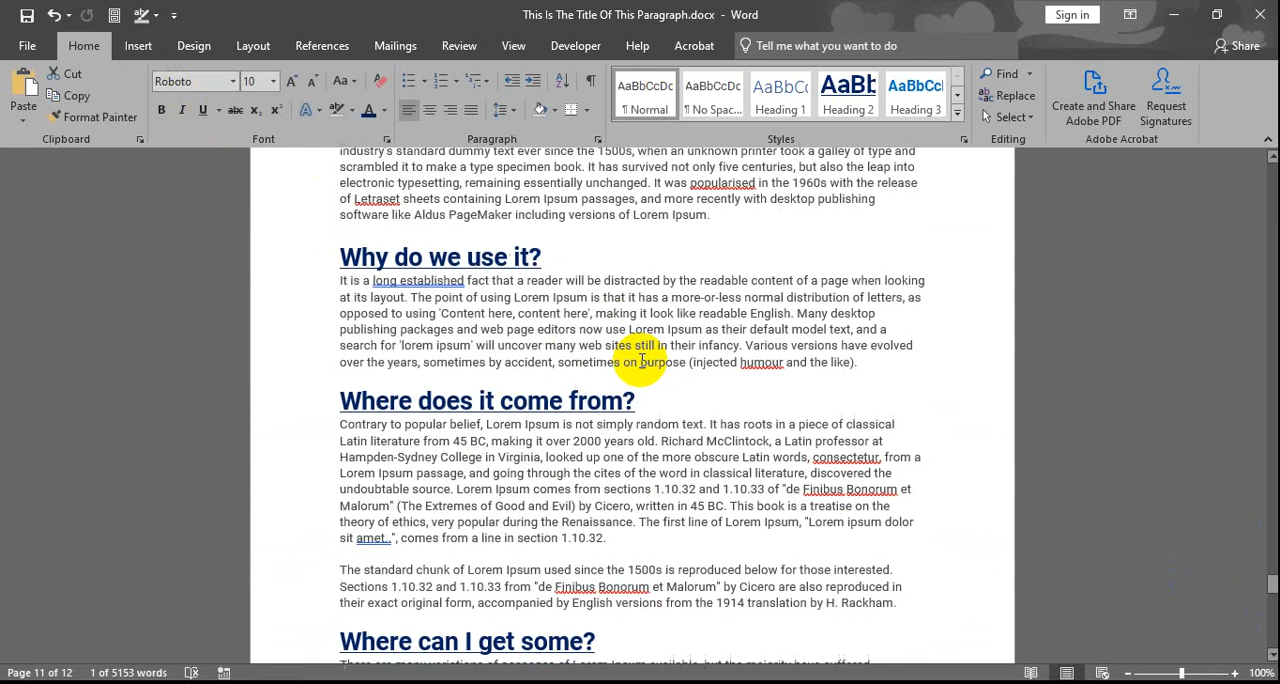 This Is The Title Of This Paragraph.docx - Word
Sign in
File Home Insert Design Layout References Mailings Review View Developer Help Acrobat Tell me what you want to do Share
Paste
Cut
Copy
Format Painter
Clipboard
Roboto 10
Font
Paragraph
AaBbCcDc AaBbCcDc AaBbCc AaBb AaBbCcl
¶ Normal ¶ No Spac... Heading 1 Heading 2 Heading 3
Styles
Find
Replace
Select
Editing
Create and Share
Adobe PDF
Request
Signatures
Adobe Acrobat
industry's standard dummy text ever since the 1500s, when an unknown printer took a galley of type and
scrambled it to make a type specimen book. It has survived not only five centuries, but also the leap into
electronic typesetting, remaining essentially unchanged. It was popularised in the 1960s with the release
of Letraset sheets containing Lorem Ipsum passages, and more recently with desktop publishing
software like Aldus PageMaker including versions of Lorem Ipsum.
Why do we use it?
It is a long established fact that a reader will be distracted by the readable content of a page when looking
at its layout. The point of using Lorem Ipsum is that it has a more-or-less normal distribution of letters, as
opposed to using 'Content here, content here', making it look like readable English. Many desktop
publishing packages and web page editors now use Lorem Ipsum as their default model text, and a
search for 'lorem ipsum' will uncover many web sites still in their infancy. Various versions have evolved
over the years, sometimes by accident, sometimes on purpose (injected humour and the like).
Where does it come from?
Contrary to popular belief, Lorem Ipsum is not simply random text. It has roots in a piece of classical
Latin literature from 45 BC, making it over 2000 years old. Richard McClintock, a Latin professor at
Hampden-Sydney College in Virginia, looked up one of the more obscure Latin words, consectetur, from a
Lorem Ipsum passage, and going through the cites of the word in classical literature, discovered the
undoubtable source. Lorem Ipsum comes from sections 1.10.32 and 1.10.33 of "de Finibus Bonorum et
Malorum" (The Extremes of Good and Evil) by Cicero, written in 45 BC. This book is a treatise on the
theory of ethics, very popular during the Renaissance. The first line of Lorem Ipsum, "Lorem ipsum dolor
sit amet..", comes from a line in section 1.10.32.
The standard chunk of Lorem Ipsum used since the 1500s is reproduced below for those interested.
Sections 1.10.32 and 1.10.33 from "de Finibus Bonorum et Malorum" by Cicero are also reproduced in
their exact original form, accompanied by English versions from the 1914 translation by H. Rackham.
Where can I get some?
There are many variations of passages of Lorem Ipsum available, but the majority have suffered
Page 11 of 12 1 of 5153 words 100%